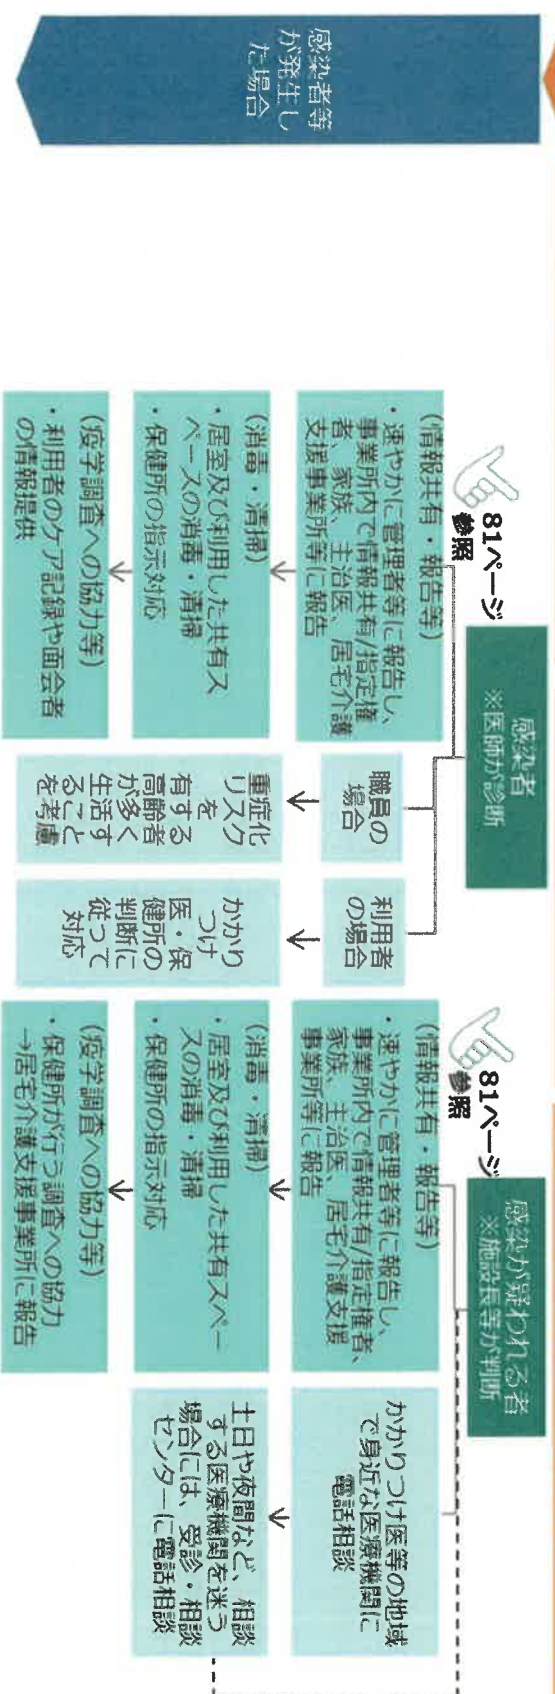 感染者等
が発生し
た場合
81ページ
参照
感染者
※医師が診断
(情報共有・報告等)
・速やかに管理者等に報告し、
事業所内で情報共有/指定権
者、家族、主治医、居宅介護
支援事業所等に報告
(消毒・清掃)
・居室及び利用した共有ス
ペースの消毒・清掃
・保健所の指示対応
(疫学調査への協力等)
・利用者のケア記録や面会者
の情報提供
職員の
場合
重症化
リスク
を
有する
高齢者
が多く
生活す
ること
を考慮
利用者
の場合
かかり
つけ
医・保
健所の
判断に
従って
対応
81ページ
参照
感染が疑われる者
※施設長等が判断
(情報共有・報告等)
・速やかに管理者等に報告し、
事業所内で情報共有/指定権者、
家族、主治医、居宅介護支援
事業所等に報告
(消毒・清掃)
・居室及び利用した共有スペー
スの消毒・清掃
・保健所の指示対応
(疫学調査への協力等)
・保健所が行う調査への協力
→居宅介護支援事業所に報告
かかりつけ医等の地域
で身近な医療機関に
電話相談
土日や夜間など、相談
する医療機関を迷う
場合には、受診・相談
センターに電話相談